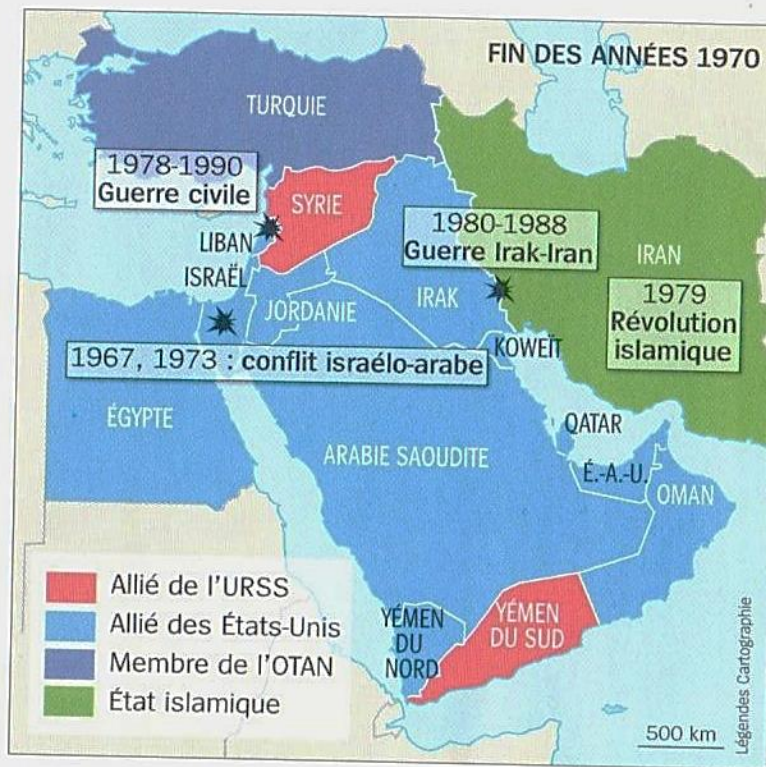 FIN DES ANNÉES 1970
TURQUIE
1978-1990
Guerre civile
SYRIE
LIBAN
ISRAËL
1980-1988
Guerre Irak-Iran
IRAN
JORDANIE
IRAK
1979
Révolution
islamique
KOWEÏT
1967, 1973 : conflit israélo-arabe
ÉGYPTE
QATAR
ARABIE SAOUDITE
É.-A.-U.
OMAN
Allié de l'URSS
Allié des États-Unis
Membre de l'OTAN
État islamique
YÉMEN
DU
NORD
YÉMEN
DU SUD
500 km
Légendes Cartographie